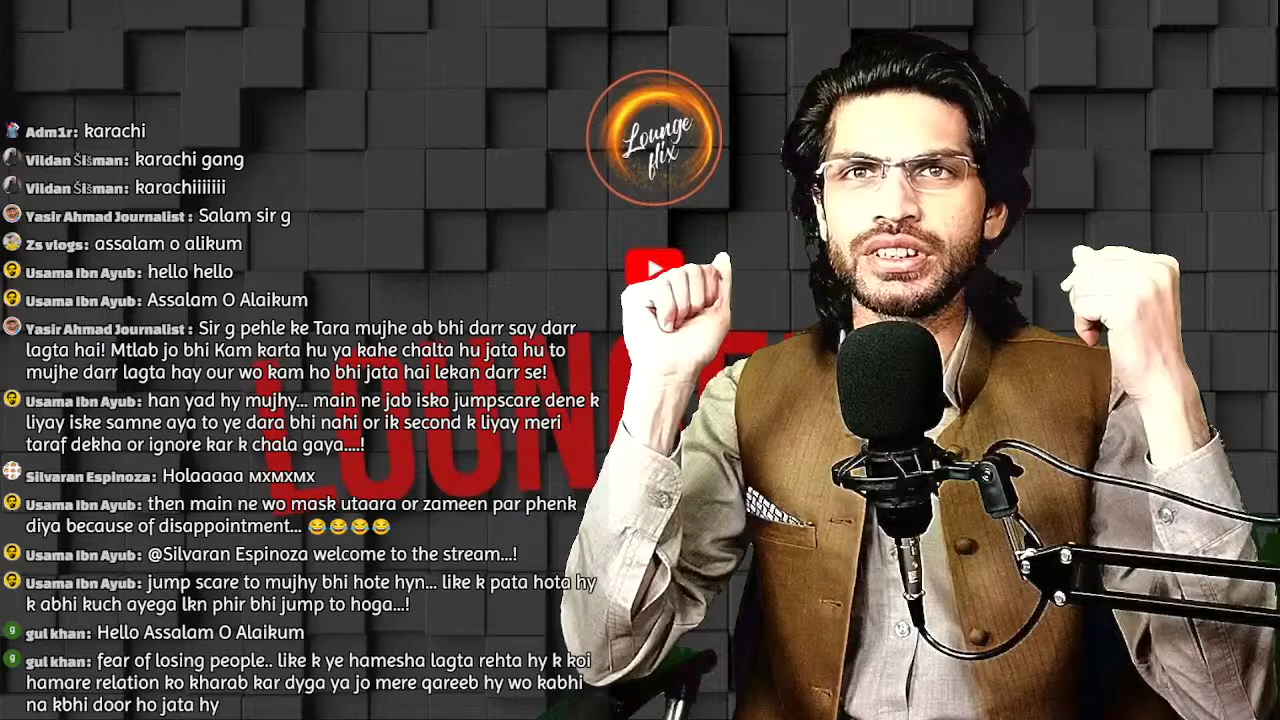 Lounge
flix
Adm1r: karachi
Vildan Šišman: karachi gang
Vildan Šišman: karachiiiiiii
Yasir Ahmad Journalist : Salam sir g
Zs vlogs: assalam o alikum
Usama Ibn Ayub: hello hello
Usama Ibn Ayub: Assalam O Alaikum
Yasir Ahmad Journalist : Sir g pehle ke Tara mujhe ab bhi darr say darr
lagta hai! Mtlab jo bhi Kam karta hu ya kahe chalta hu jata hu to
mujhe darr lagta hay our wo kam ho bhi jata hai lekan darr se!
Usama Ibn Ayub: han yad hy mujhy... main ne jab isko jumpscare dene k
liyay iske samne aya to ye dara bhi nahi or ik second k liyay meri
taraf dekha or ignore kar k chala gaya....!
Silvaran Espinoza: Holaaaaa мxмxмx
Usama Ibn Ayub: then main ne wo mask utaara or zameen par phenk
diya because of disappointment... 😂😂😂😂
Usama Ibn Ayub: @Silvaran Espinoza welcome to the stream...!
Usama Ibn Ayub: jump scare to mujhy bhi hote hyn... like k pata hota hy
k abhi kuch ayega lkn phir bhi jump to hoga...!
gul khan: Hello Assalam O Alaikum
gul khan: fear of losing people.. like k ye hamesha lagta rehta hy k koi
hamare relation ko kharab kar dyga ya jo mere qareeb hy wo kabhi
na kbhi door ho jata hy